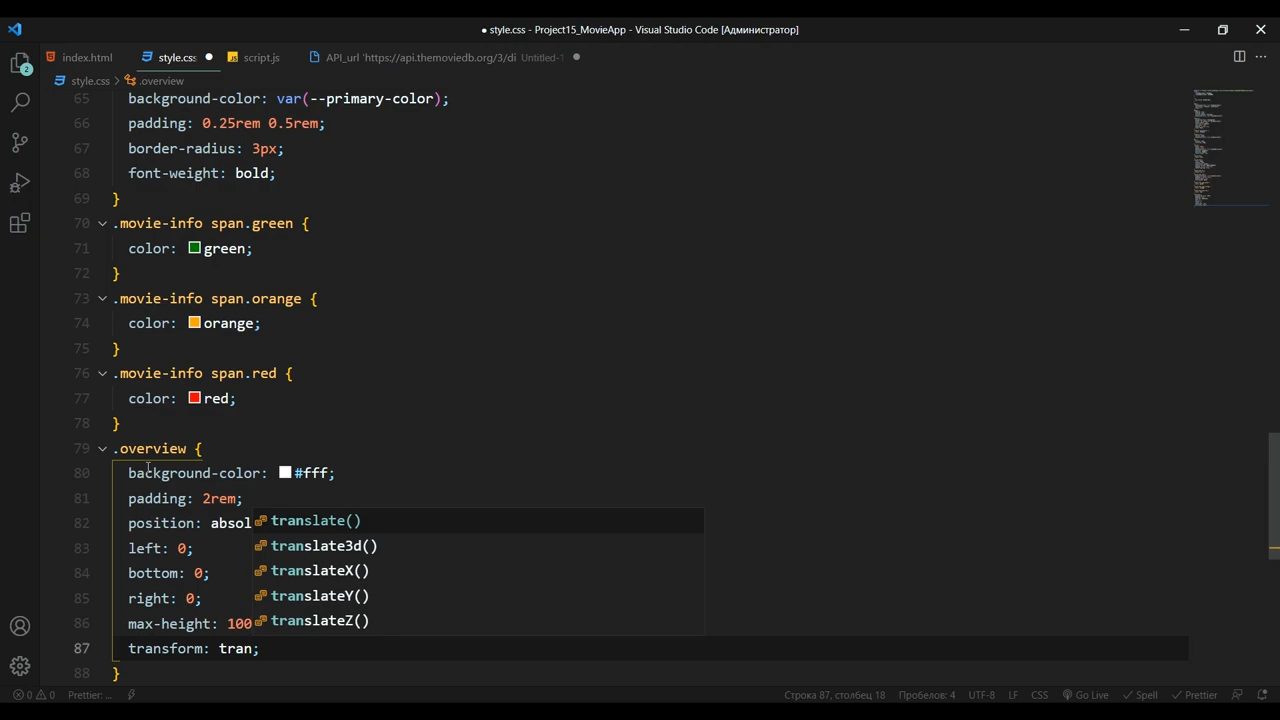 ● style.css - Project15_MovieApp - Visual Studio Code [Администратор]
index.html
style.css
script.js
API_url 'https://api.themoviedb.org/3/di Untitled-1
style.css > .overview
2
65 background-color: var(--primary-color);
66 padding: 0.25rem 0.5rem;
67 border-radius: 3px;
68 font-weight: bold;
69 }
70 .movie-info span.green {
71 color: green;
72 }
73 .movie-info span.orange {
74 color: orange;
75 }
76 .movie-info span.red {
77 color: red;
78 }
79 .overview {
80 background-color: #fff;
81 padding: 2rem;
82 position: absol
translate()
translate3d()
83 left: 0;
translateX()
84 bottom: 0;
translateY()
85 right: 0;
translateZ()
86 max-height: 100
87 transform: tran;
88 }
0 0 Prettier: ... Строка 87, столбец 18 Пробелов: 4 UTF-8 LF CSS Go Live Spell Prettier